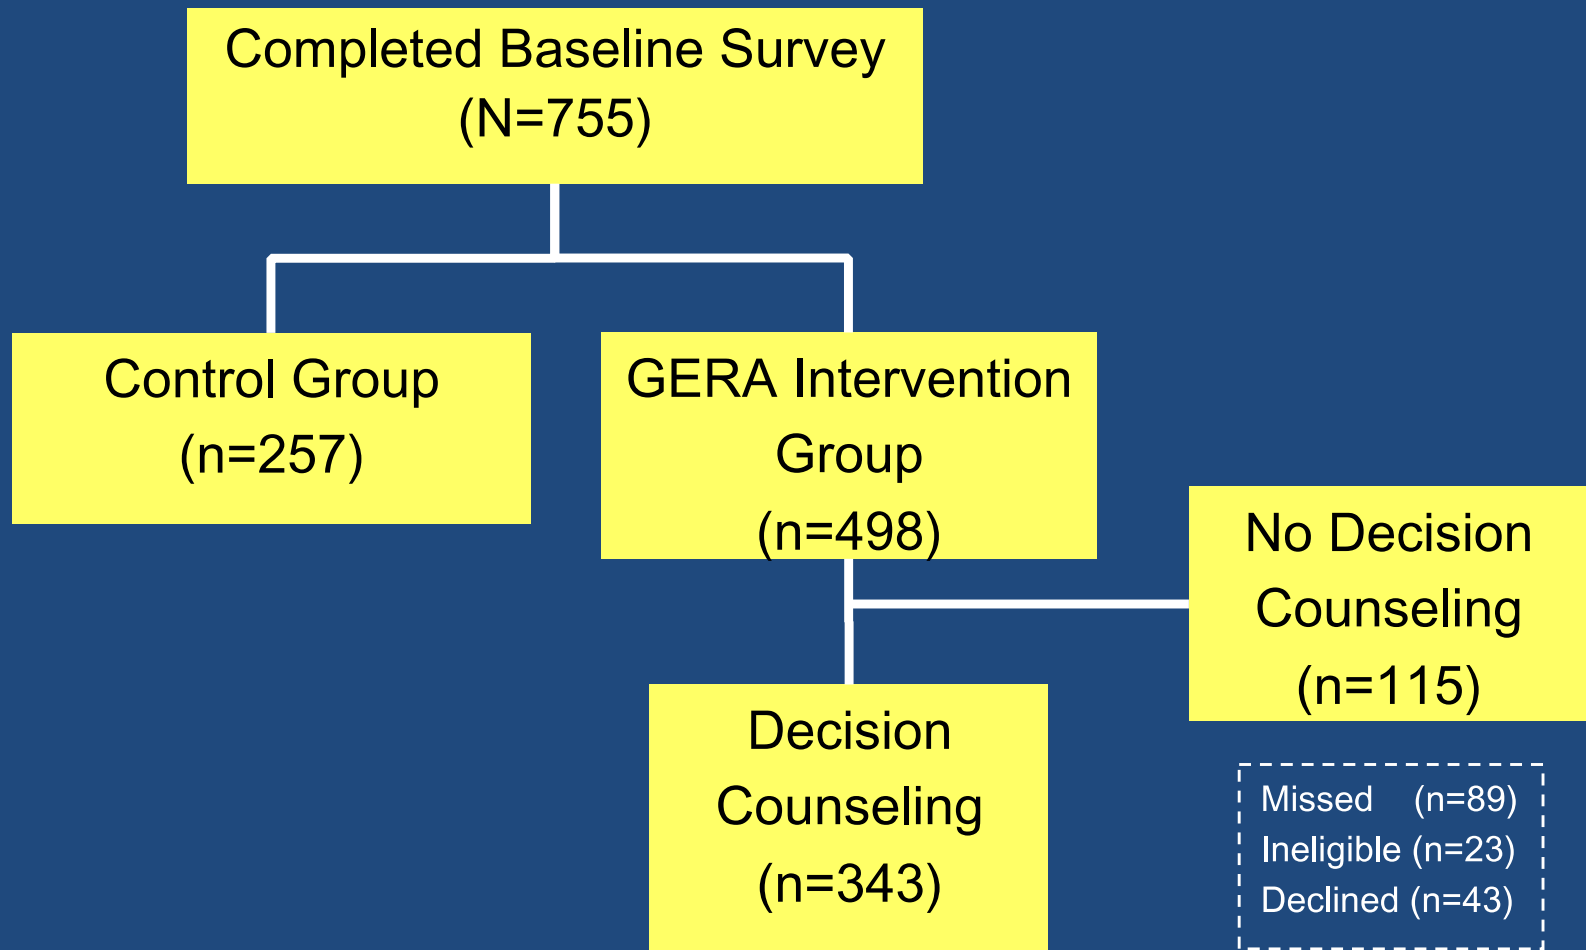 Completed Baseline Survey
(N=755)
Control Group
(n=257)
GERA Intervention
Group
(n=498)
No Decision
Counseling
(n=115)
Decision
Counseling
(n=343)
Missed (n=89)
Ineligible (n=23)
Declined (n=43)